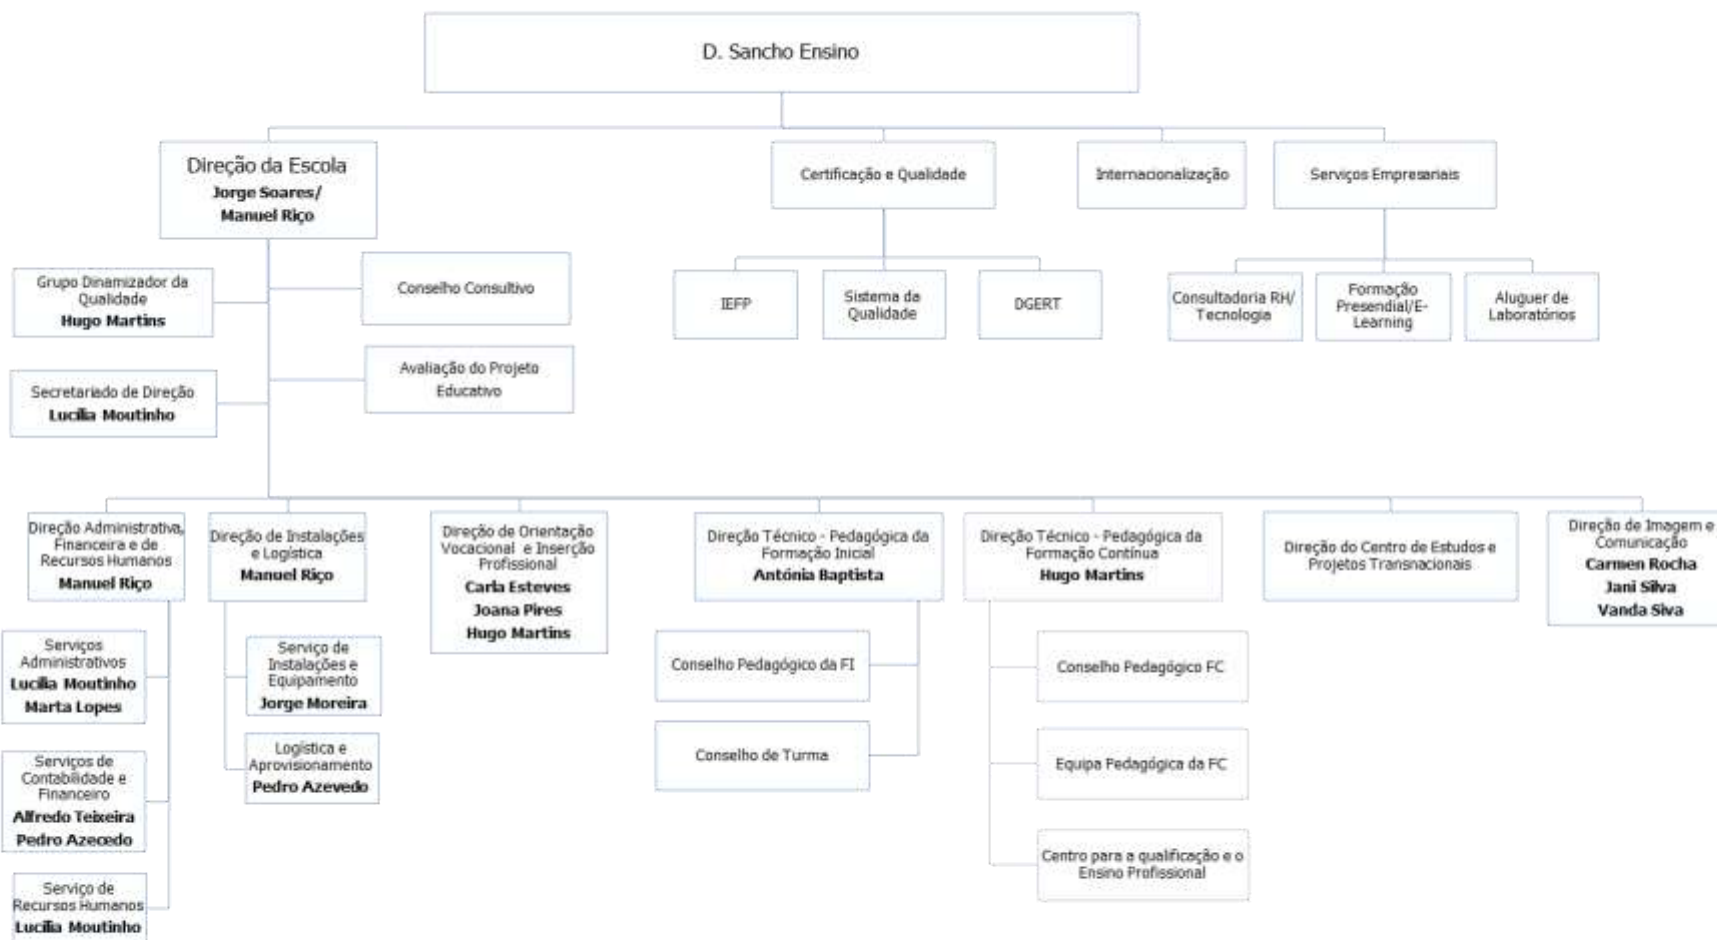 D. Sancho Ensino
Direção da Escola
Jorge Soares/
Manuel Riço
Certificação e Qualidade
Internacionalização
Serviços Empresariais
Grupo Dinamizador da
Qualidade
Hugo Martins
Conselho Consultivo
IEFP
Sistema da
Qualidade
DGERT
Consultadoria RH/
Tecnologia
Formação
Presendial/E-
Learning
Aluguer de
Laboratórios
Secretariado de Direção
Lucília Moutinho
Avaliação do Projeto
Educativo
Direção Administrativa,
Financeira e de
Recursos Humanos
Manuel Riço
Direção de Instalações
e Logística
Manuel Riço
Direção de Orientação
Vocacional e Inserção
Profissional
Carla Esteves
Joana Pires
Hugo Martins
Direção Técnico - Pedagógica da
Formação Inicial
Antónia Baptista
Direção Técnico - Pedagógica da
Formação Contínua
Hugo Martins
Direção do Centro de Estudos e
Projetos Transnacionais
Direção de Imagem e
Comunicação
Carmen Rocha
Jani Silva
Vanda Siva
Serviços
Administrativos
Lucília Moutinho
Marta Lopes
Serviço de
Instalações e
Equipamento
Jorge Moreira
Conselho Pedagógico da FI
Conselho Pedagógico FC
Serviços de
Contabilidade e
Financeiro
Alfredo Teixeira
Pedro Azecedo
Logística e
Aprovisionamento
Pedro Azevedo
Conselho de Turma
Equipa Pedagógica da FC
Serviço de
Recursos Humanos
Lucília Moutinho
Centro para a qualificação e o
Ensino Profissional